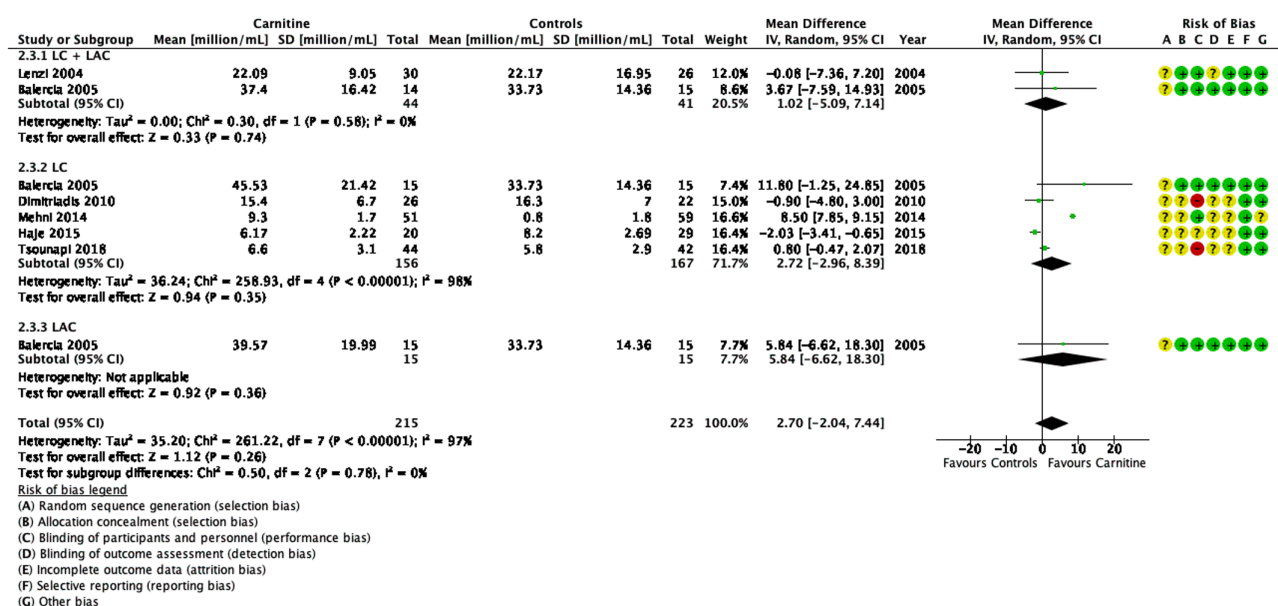 Carnitine Controls Mean Difference Mean Difference Risk of Bias
Study or Subgroup Mean [million/mL] SD [million/mL] Total Mean [million/mL] SD [million/mL] Total Weight IV, Random, 95% CI Year IV, Random, 95% CI A B C D E F G
2.3.1 LC + LAC
Lenzi 2004 22.09 9.05 30 22.17 16.95 26 12.0% −0.08 [−7.36, 7.20] 2004 ? + + ? + + +
Balercia 2005 37.4 16.42 14 33.73 14.36 15 8.6% 3.67 [−7.59, 14.93] 2005 ? + + + + + +
Subtotal (95% CI) 44 41 20.5% 1.02 [−5.09, 7.14]
Heterogeneity: Tau² = 0.00; Chi² = 0.30, df = 1 (P = 0.58); I² = 0%
Test for overall effect: Z = 0.33 (P = 0.74)
2.3.2 LC
Balercia 2005 45.53 21.42 15 33.73 14.36 15 7.4% 11.80 [−1.25, 24.85] 2005 ? + + + + + +
Dimitriadis 2010 15.4 6.7 26 16.3 7 22 15.0% −0.90 [−4.80, 3.00] 2010 ? ? − ? ? + +
Mehni 2014 9.3 1.7 51 0.8 1.8 59 16.6% 8.50 [7.85, 9.15] 2014 ? ? + ? ? + ?
Haje 2015 6.17 2.22 20 8.2 2.69 29 16.4% −2.03 [−3.41, −0.65] 2015 ? ? ? ? ? + +
Tsounapi 2018 6.6 3.1 44 5.8 2.9 42 16.4% 0.80 [−0.47, 2.07] 2018 ? ? − ? ? + +
Subtotal (95% CI) 156 167 71.7% 2.72 [−2.96, 8.39]
Heterogeneity: Tau² = 36.24; Chi² = 258.93, df = 4 (P < 0.00001); I² = 98%
Test for overall effect: Z = 0.94 (P = 0.35)
2.3.3 LAC
Balercia 2005 39.57 19.99 15 33.73 14.36 15 7.7% 5.84 [−6.62, 18.30] 2005 ? + + + + + +
Subtotal (95% CI) 15 15 7.7% 5.84 [−6.62, 18.30]
Heterogeneity: Not applicable
Test for overall effect: Z = 0.92 (P = 0.36)
Total (95% CI) 215 223 100.0% 2.70 [−2.04, 7.44]
Heterogeneity: Tau² = 35.20; Chi² = 261.22, df = 7 (P < 0.00001); I² = 97%
Test for overall effect: Z = 1.12 (P = 0.26)
Test for subgroup differences: Chi² = 0.50, df = 2 (P = 0.78), I² = 0%
−20 −10 0 10 20
Favours Controls Favours Carnitine
Risk of bias legend
(A) Random sequence generation (selection bias)
(B) Allocation concealment (selection bias)
(C) Blinding of participants and personnel (performance bias)
(D) Blinding of outcome assessment (detection bias)
(E) Incomplete outcome data (attrition bias)
(F) Selective reporting (reporting bias)
(G) Other bias